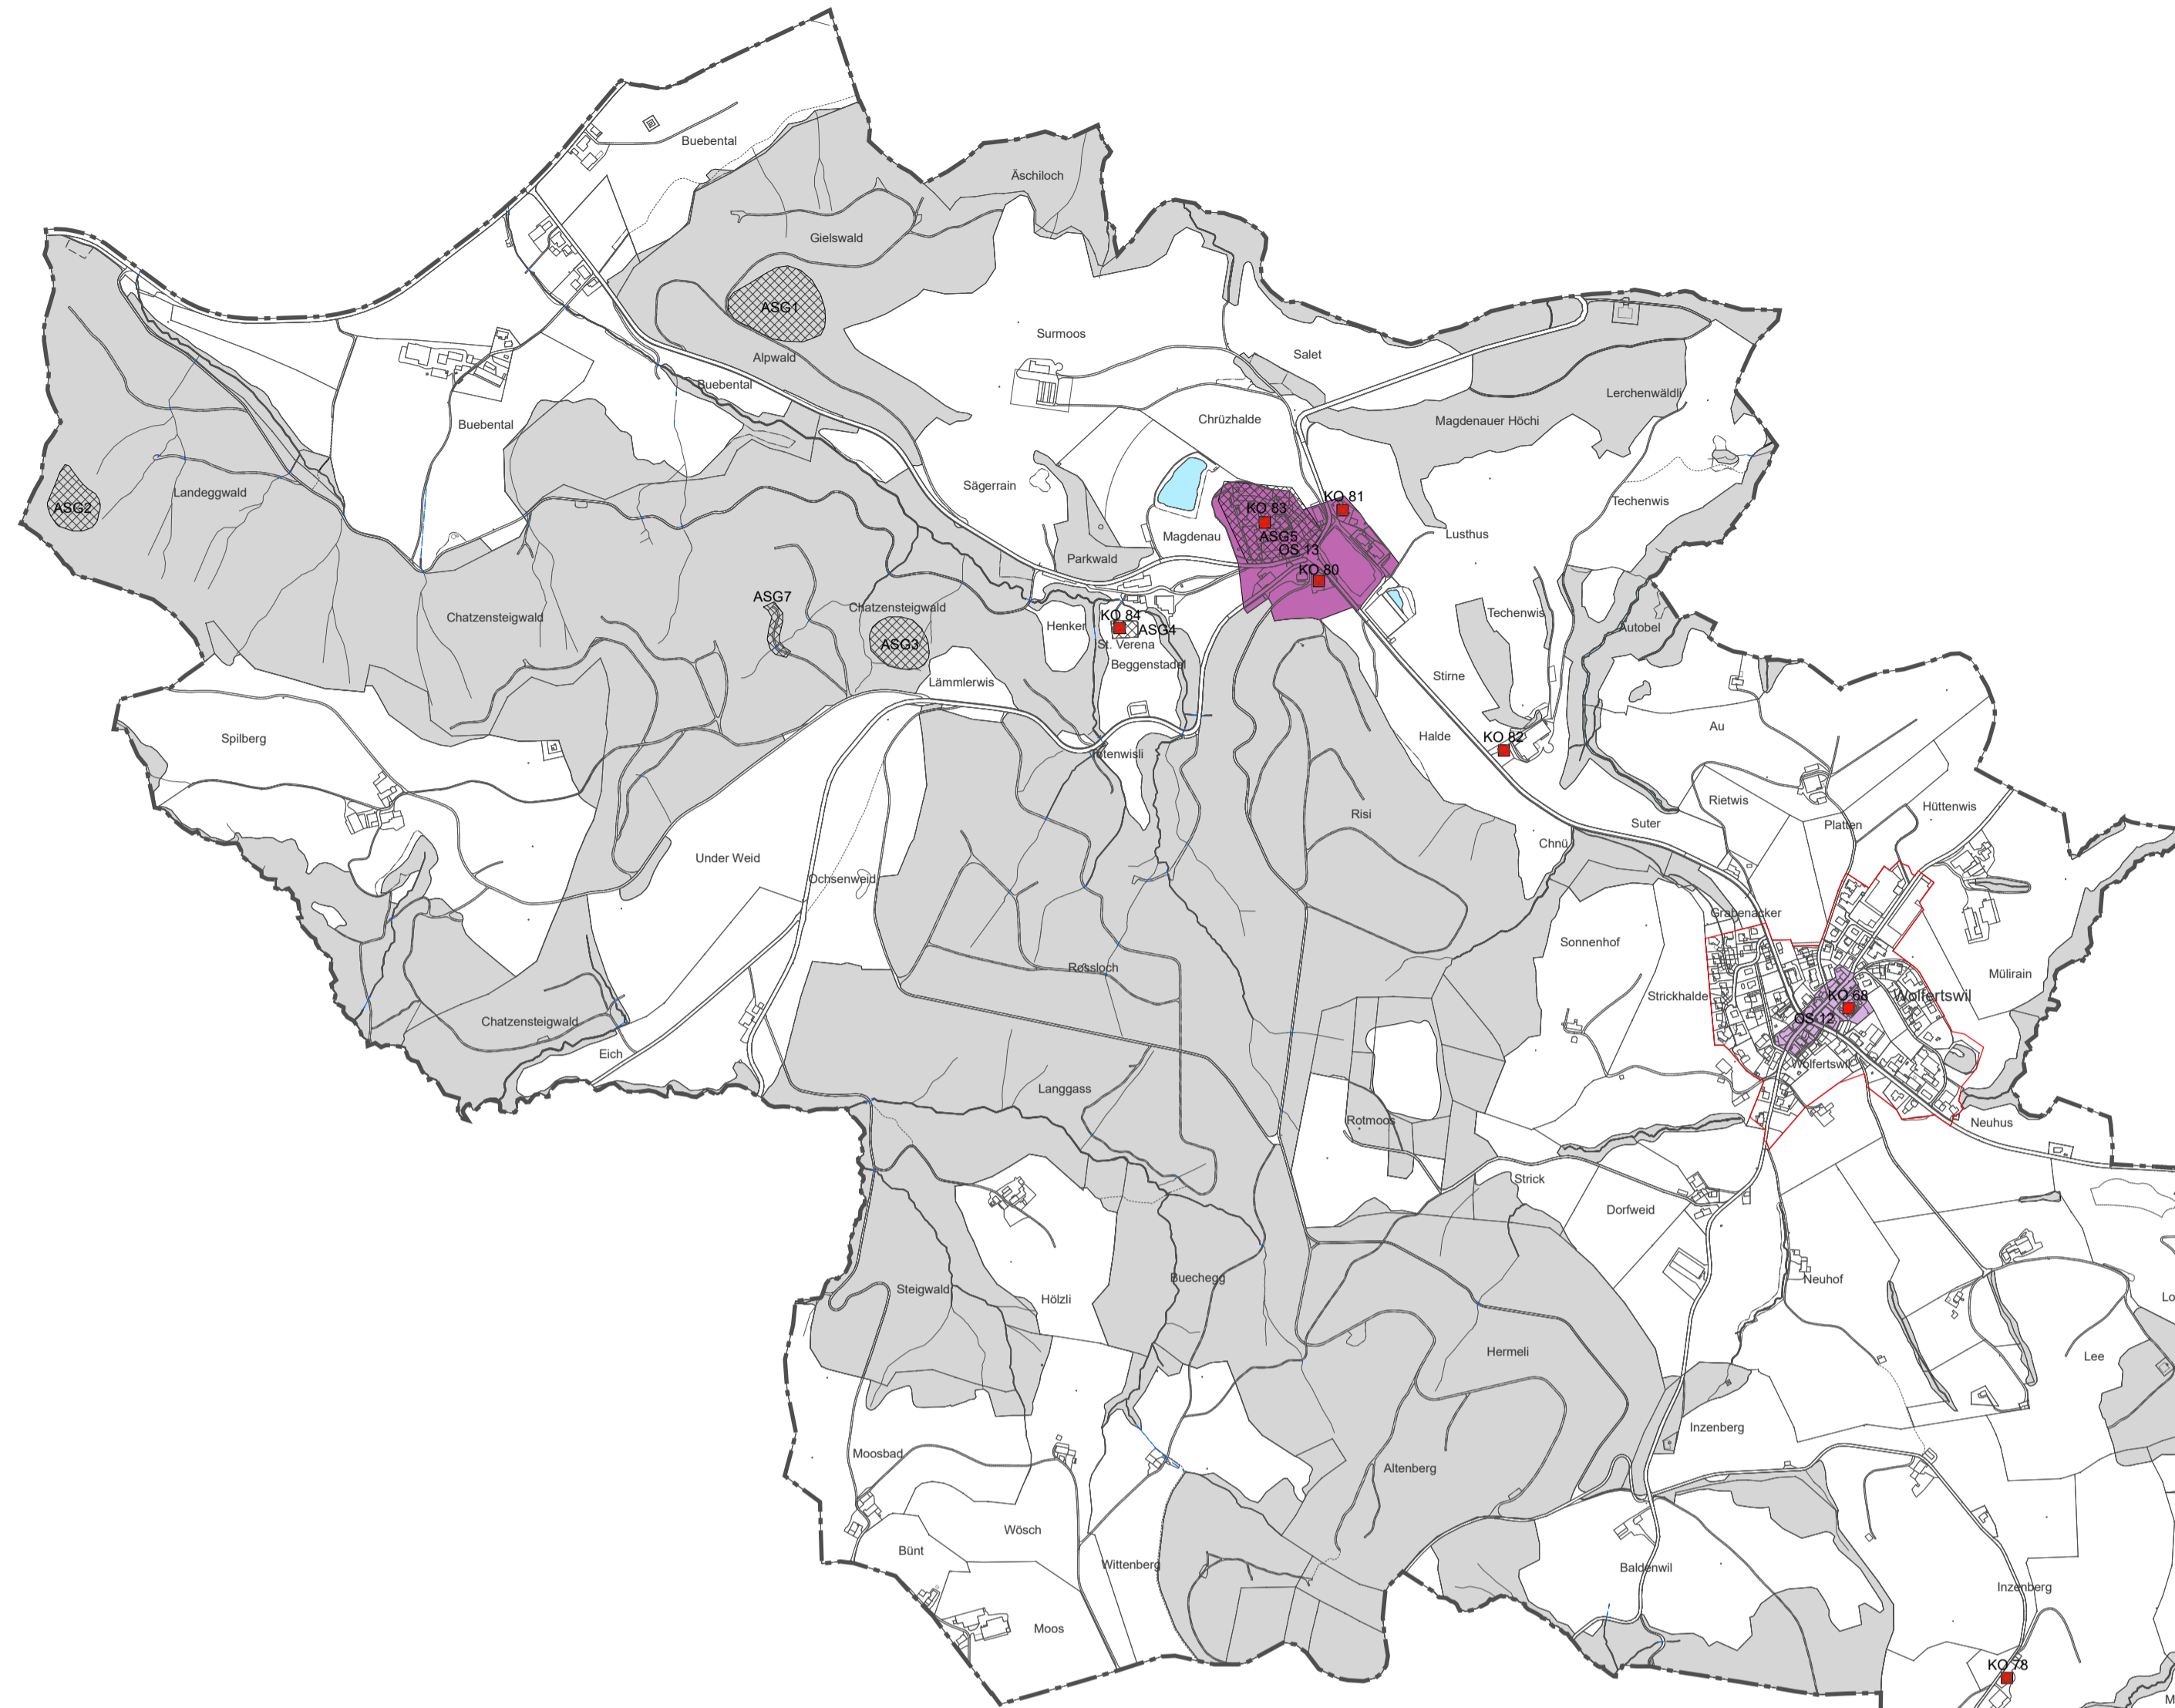 Buebental
Äschiloch
Gielswald
ASG1
Surmoos
Salet
Alpwald
Buebental
Lerchenwäldli
Chrüzhalde
Magdenauer Höchi
Buebental
Sägerrain
Landeggwald
KO 81
Techenwis
ASG2
KO 83
Magdenau
ASG5
Lusthus
OS 13
Parkwald
KO 80
ASG7
Chatzensteigwald
Chatzensteigwald
KO 84
Henker
ASG4
Techenwis
Autobel
ASG3
St. Verena
Beggenstadel
Lämmlerwis
Stirne
Au
Spilberg
Halde
KO 82
Totenwisli
Rietwis
Hüttenwis
Risi
Suter
Platten
Chnü
Under Weid
Ochsenweid
Grabenacker
Sonnenhof
Rossloch
Mülirain
Strickhalde
KO 68
Wolfertswil
OS 12
Chatzensteigwald
Eich
Wolfertswil
Langgass
Rotmoos
Neuhus
Strick
Dorfweid
Buechegg
Neuhof
Steigwald
Hölzli
Lo
Hermeli
Lee
Inzenberg
Moosbad
Altenberg
Wösch
Bünt
Wittenberg
Baldenwil
Inzenberg
Moos
KO 78
M